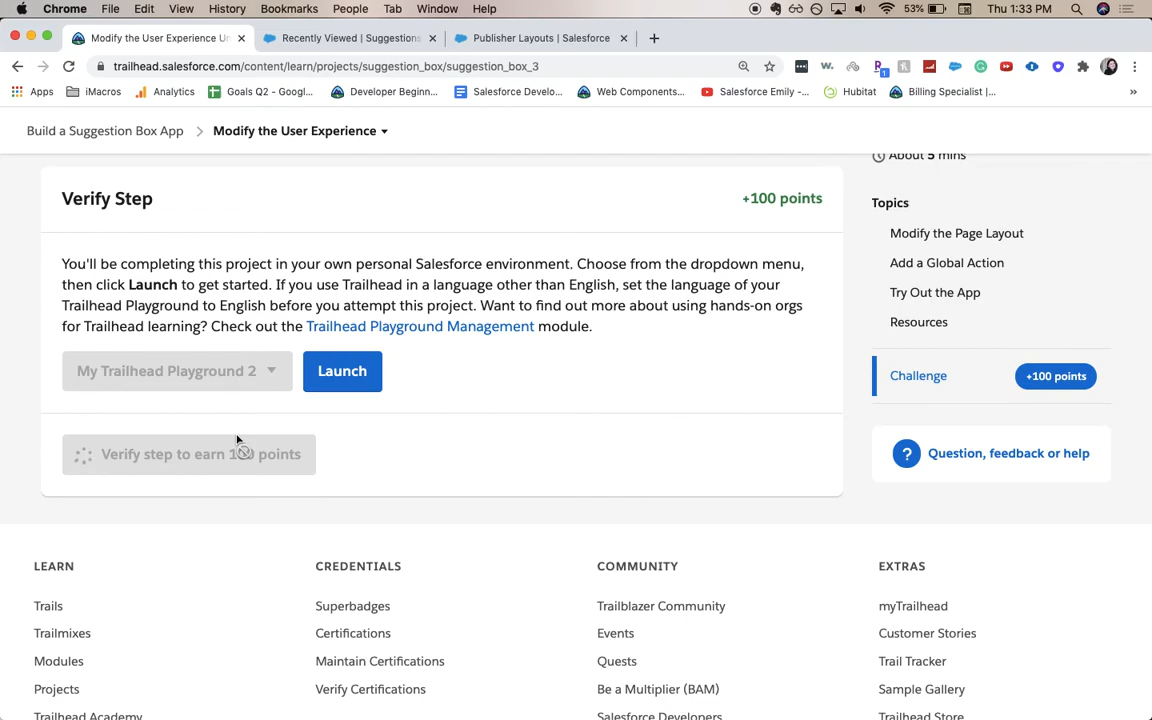 Chrome File Edit View History Bookmarks People Tab Window Help 53% Thu 1:33 PM
Modify the User Experience Un Recently Viewed | Suggestions Publisher Layouts | Salesforce
trailhead.salesforce.com/content/learn/projects/suggestion_box/suggestion_box_3
Apps iMacros Analytics Goals Q2 - Googl... Developer Beginn... Salesforce Develo... Web Components... Salesforce Emily -... Hubitat Billing Specialist |... »
Build a Suggestion Box App Modify the User Experience
About 5 mins
Verify Step +100 points
Topics
Modify the Page Layout
You'll be completing this project in your own personal Salesforce environment. Choose from the dropdown menu,
then click Launch to get started. If you use Trailhead in a language other than English, set the language of your
Trailhead Playground to English before you attempt this project. Want to find out more about using hands-on orgs
for Trailhead learning? Check out the Trailhead Playground Management module.
Add a Global Action
Try Out the App
Resources
My Trailhead Playground 2 Launch
Challenge +100 points
Verify step to earn 100 points
? Question, feedback or help
LEARN
Trails
Trailmixes
Modules
Projects
Trailhead Academy
CREDENTIALS
Superbadges
Certifications
Maintain Certifications
Verify Certifications
COMMUNITY
Trailblazer Community
Events
Quests
Be a Multiplier (BAM)
Salesforce Developers
EXTRAS
myTrailhead
Customer Stories
Trail Tracker
Sample Gallery
Trailhead Store